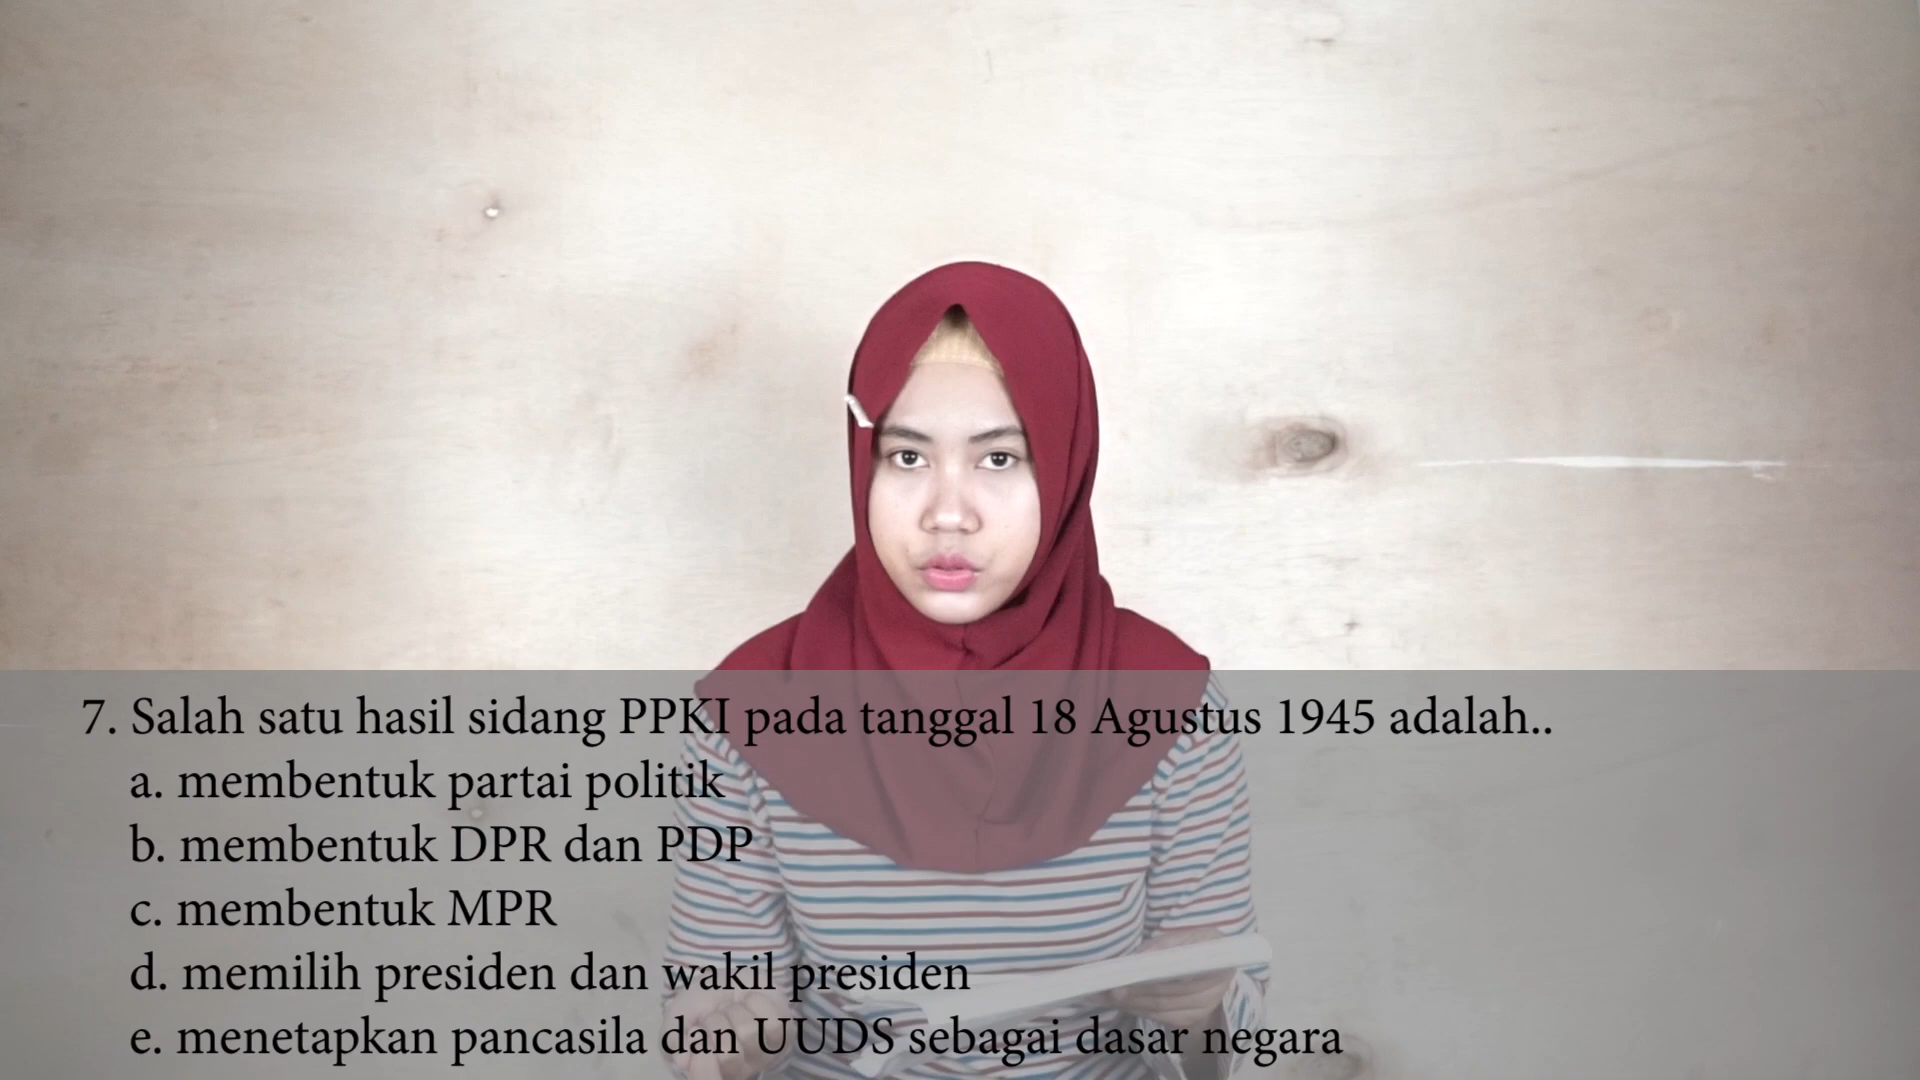 7. Salah satu hasil sidang PPKI pada tanggal 18 Agustus 1945 adalah..
a. membentuk partai politik
b. membentuk DPR dan PDP
c. membentuk MPR
d. memilih presiden dan wakil presiden
e. menetapkan pancasila dan UUDS sebagai dasar negara